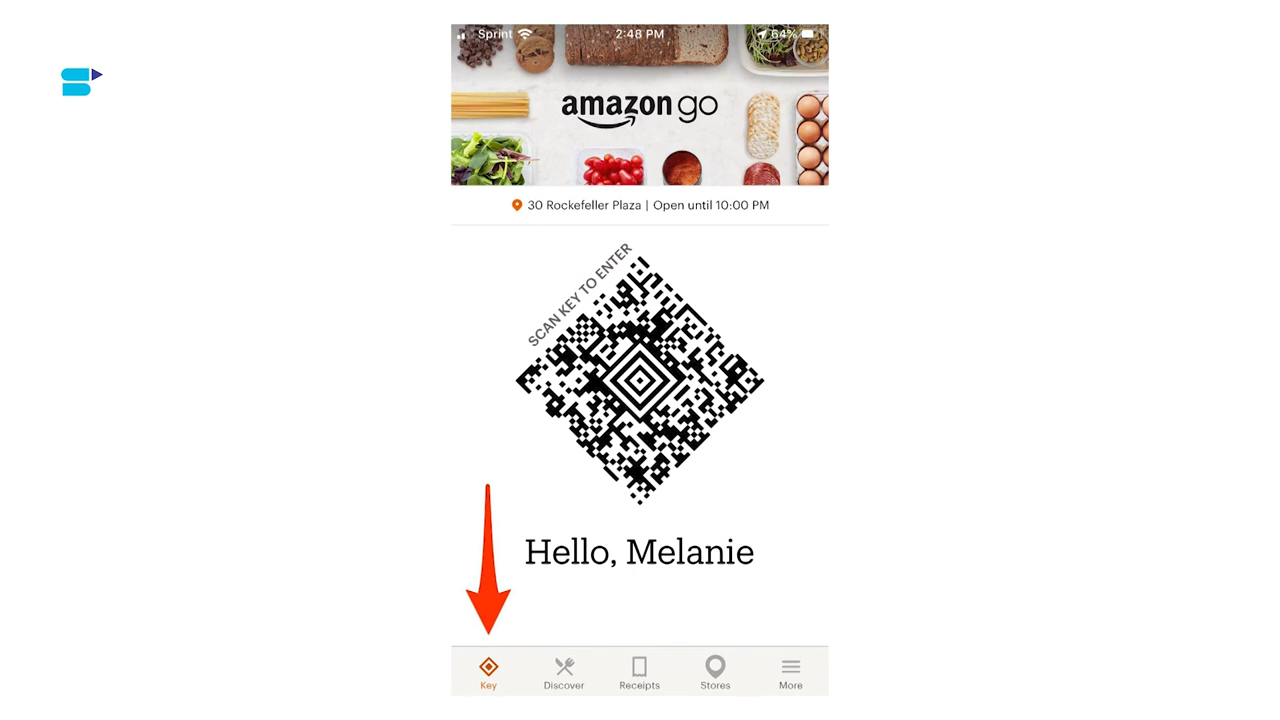 Sprint
2:48 PM
64%
amazon go
30 Rockefeller Plaza | Open until 10:00 PM
SCAN KEY TO ENTER
Hello, Melanie
Key
Discover
Receipts
Stores
More